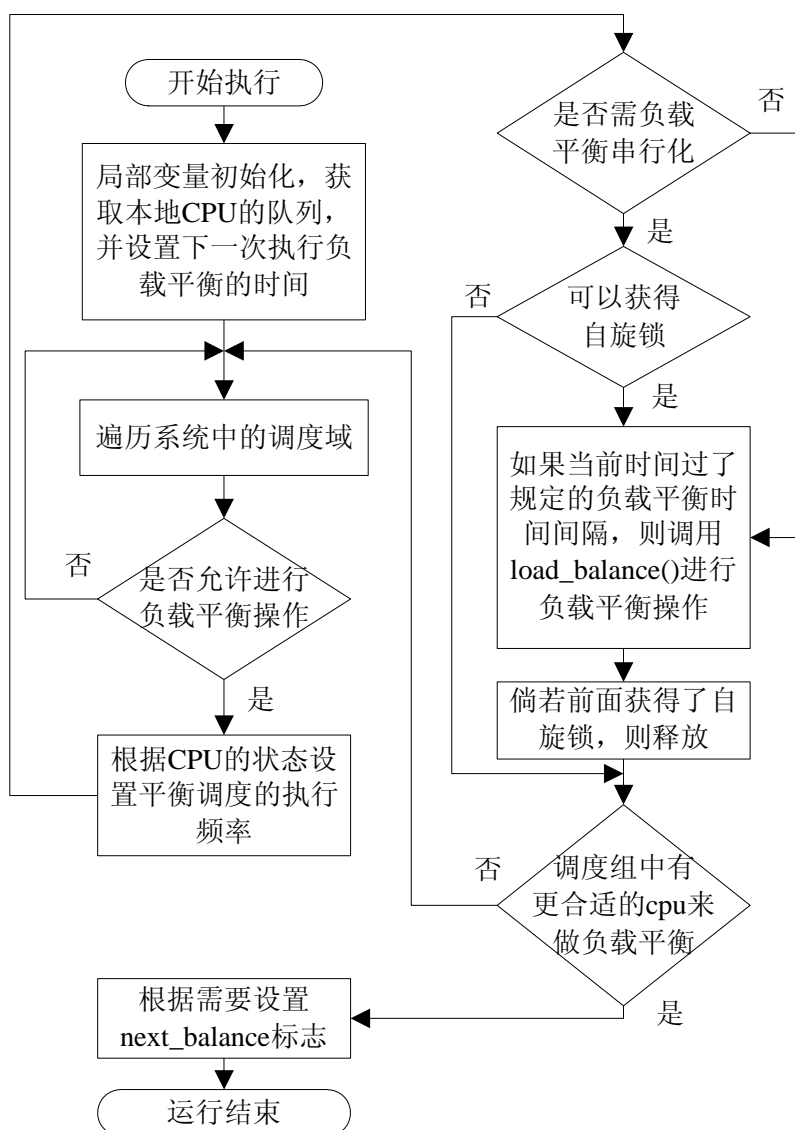 开始执行
局部变量初始化，获
取本地CPU的队列，
并设置下一次执行负
载平衡的时间
遍历系统中的调度域
否
是否允许进行
负载平衡操作
是
根据CPU的状态设
置平衡调度的执行
频率
是否需负载
平衡串行化
否
是
否
可以获得
自旋锁
是
如果当前时间过了
规定的负载平衡时
间间隔，则调用
load_balance()进行
负载平衡操作
倘若前面获得了自
旋锁，则释放
否
调度组中有
更合适的cpu来
做负载平衡
是
根据需要设置
next_balance标志
运行结束